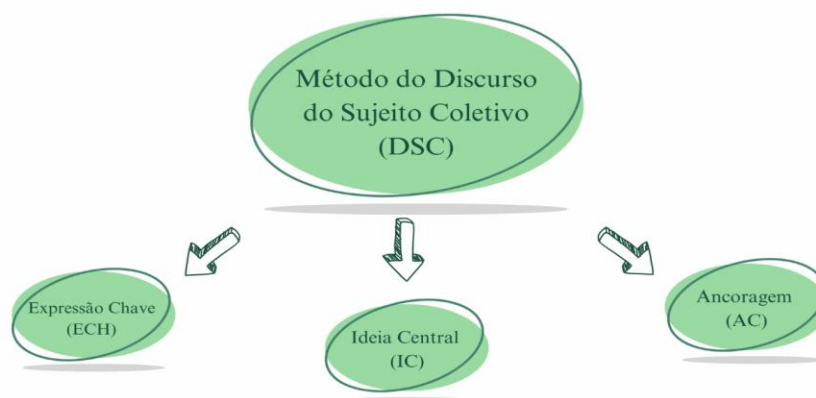 Método do Discurso
do Sujeito Coletivo
(DSC)
Expressão Chave
(ECH)
Ideia Central
(IC)
Ancoragem
(AC)